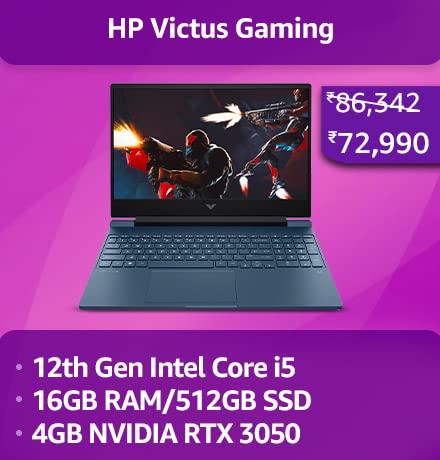 HP Victus Gaming
₹86,342
₹72,990
• 12th Gen Intel Core i5
• 16GB RAM/512GB SSD
• 4GB NVIDIA RTX 3050